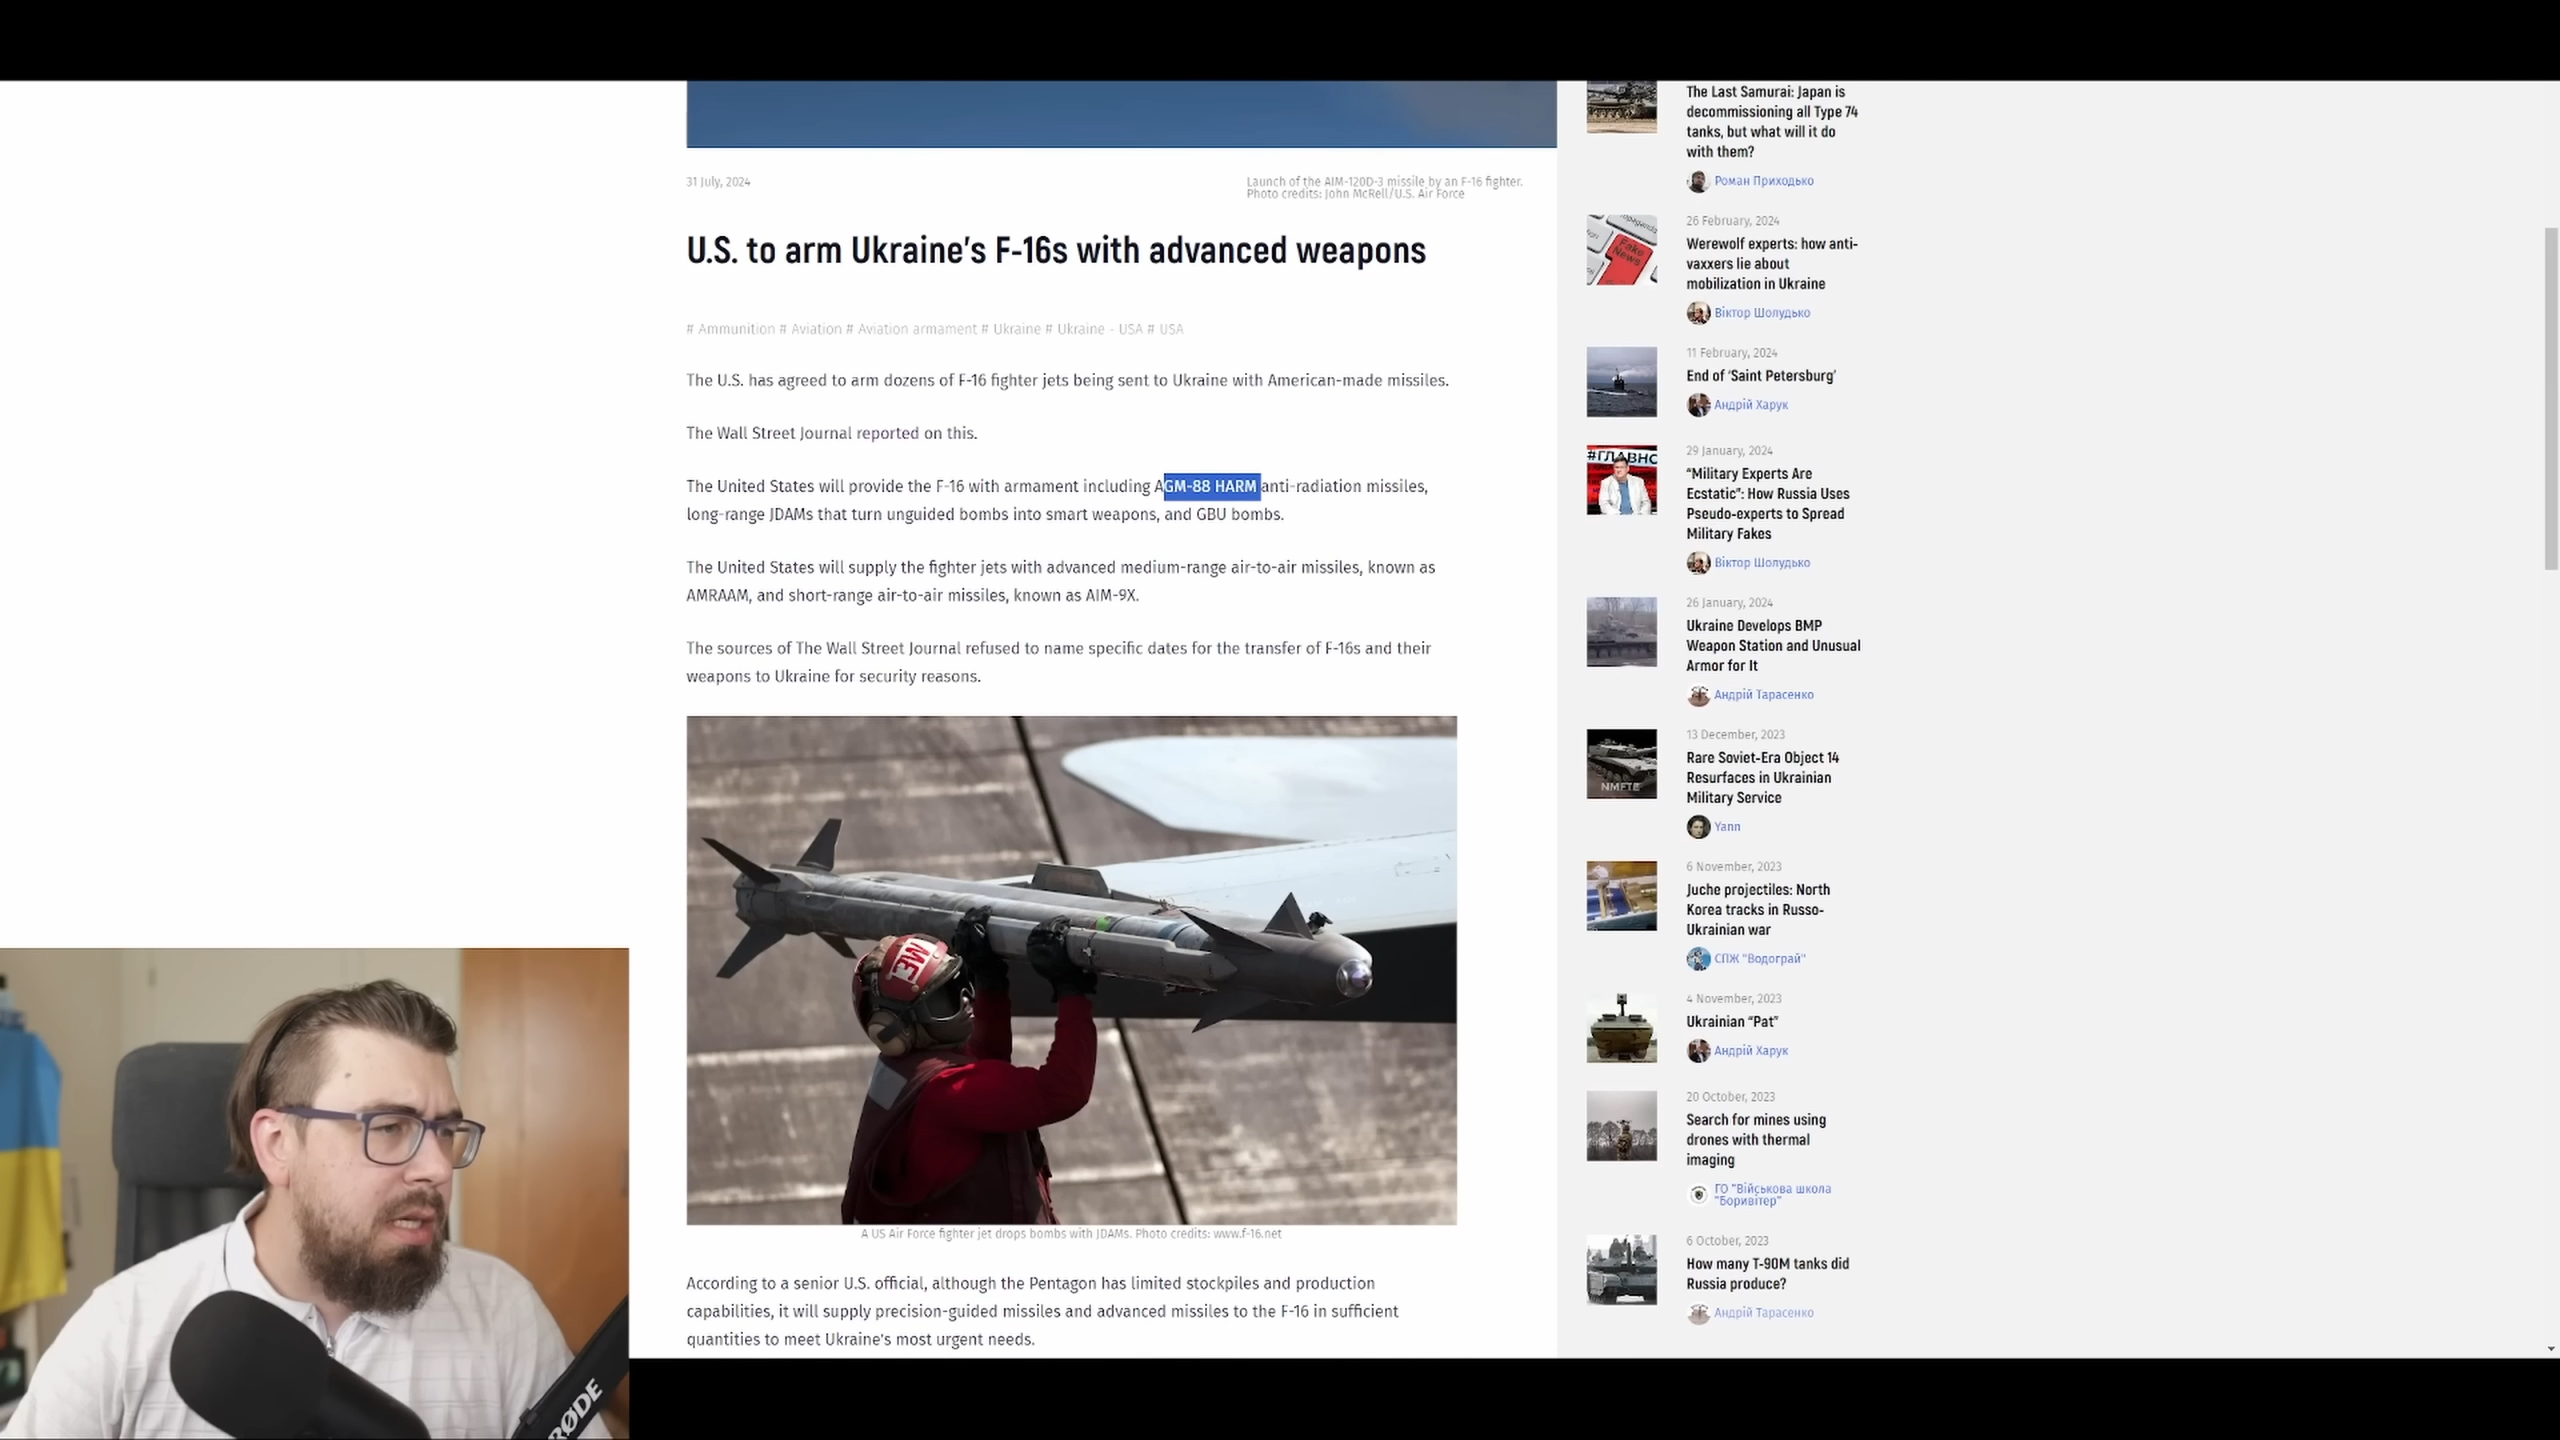 31 July, 2024
Launch of the AIM-120D-3 missile by an F-16 fighter.
Photo credits: John McRell/U.S. Air Force
U.S. to arm Ukraine's F-16s with advanced weapons
# Ammunition # Aviation # Aviation armament # Ukraine # Ukraine - USA # USA
The U.S. has agreed to arm dozens of F-16 fighter jets being sent to Ukraine with American-made missiles.
The Wall Street Journal reported on this.
The United States will provide the F-16 with armament including AGM-88 HARM anti-radiation missiles,
long-range JDAMs that turn unguided bombs into smart weapons, and GBU bombs.
The United States will supply the fighter jets with advanced medium-range air-to-air missiles, known as
AMRAAM, and short-range air-to-air missiles, known as AIM-9X.
The sources of The Wall Street Journal refused to name specific dates for the transfer of F-16s and their
weapons to Ukraine for security reasons.
ME
A US Air Force fighter jet drops bombs with JDAMs. Photo credits: www.f-16.net
According to a senior U.S. official, although the Pentagon has limited stockpiles and production
capabilities, it will supply precision-guided missiles and advanced missiles to the F-16 in sufficient
quantities to meet Ukraine's most urgent needs.
The Last Samurai: Japan is
decommissioning all Type 74
tanks, but what will it do
with them?
Роман Приходько
Fake
News
26 February, 2024
Werewolf experts: how anti-
vaxxers lie about
mobilization in Ukraine
Віктор Шолудько
11 February, 2024
End of 'Saint Petersburg'
Андрій Харук
#ГЛАВНО
29 January, 2024
“Military Experts Are
Ecstatic”: How Russia Uses
Pseudo-experts to Spread
Military Fakes
Віктор Шолудько
26 January, 2024
Ukraine Develops BMP
Weapon Station and Unusual
Armor for It
Андрій Тарасенко
NMFTE
13 December, 2023
Rare Soviet-Era Object 14
Resurfaces in Ukrainian
Military Service
Yann
6 November, 2023
Juche projectiles: North
Korea tracks in Russo-
Ukrainian war
СПЖ "Водограй"
4 November, 2023
Ukrainian “Pat”
Андрій Харук
20 October, 2023
Search for mines using
drones with thermal
imaging
ГО "Військова школа
"Боривітер"
6 October, 2023
How many T-90M tanks did
Russia produce?
Андрій Тарасенко
RØDE